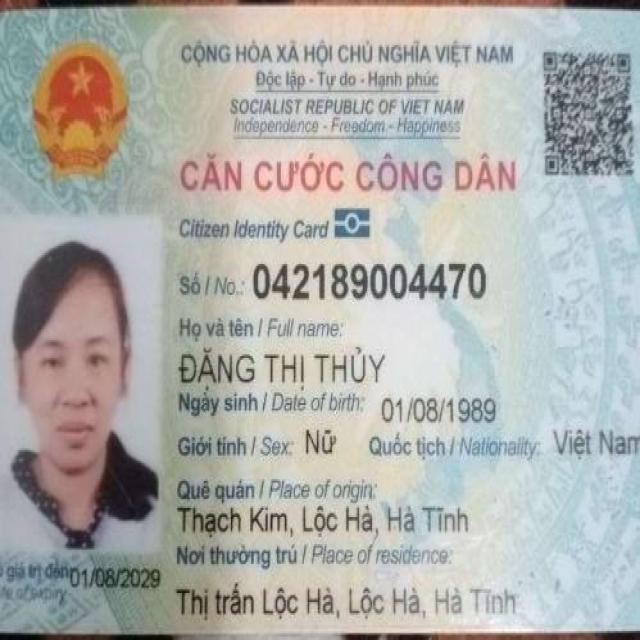 CỘNG HÒA XÃ HỘI CHỦ NGHĨA VIỆT NAM
Độc lập - Tự do - Hạnh phúc
SOCIALIST REPUBLIC OF VIET NAM
Independence - Freedom - Happiness
CĂN CƯỚC CÔNG DÂN
Citizen Identity Card
Số / No.: 042189004470
Họ và tên / Full name:
ĐẶNG THỊ THỦY
Ngày sinh / Date of birth: 01/08/1989
Giới tính / Sex: Nữ Quốc tịch / Nationality: Việt Nam
Quê quán / Place of origin:
Thạch Kim, Lộc Hà, Hà Tĩnh
Nơi thường trú / Place of residence:
Thị trấn Lộc Hà, Lộc Hà, Hà Tĩnh
giá trị đến: 01/08/2029
of expiry